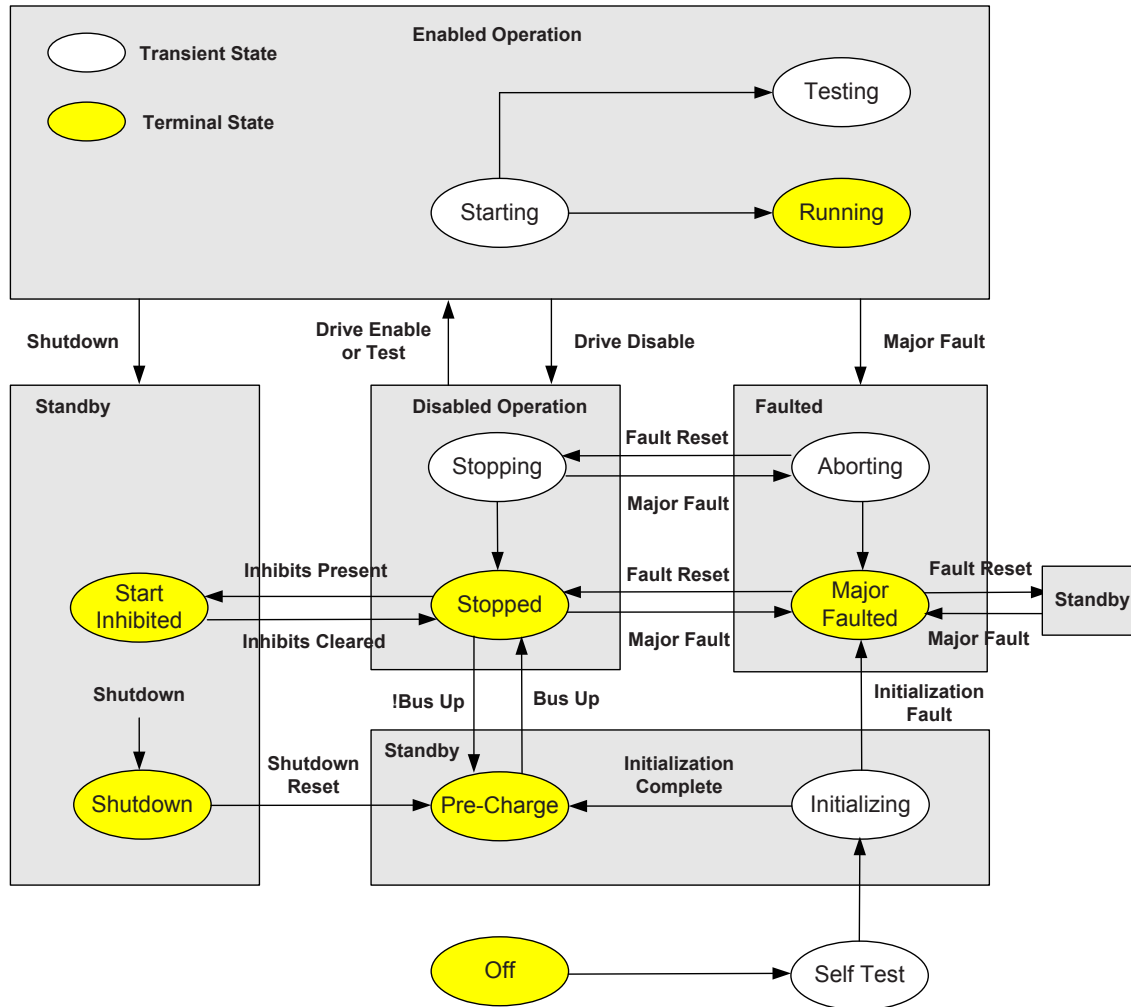 Enabled Operation
Transient State
Terminal State
Testing
Starting
Running
Shutdown
Drive Enable
or Test
Drive Disable
Major Fault
Standby
Disabled Operation
Faulted
Stopping
Fault Reset
Major Fault
Aborting
Start
Inhibited
Inhibits Present
Inhibits Cleared
Stopped
Fault Reset
Major Fault
Major
Faulted
Fault Reset
Major Fault
Standby
Shutdown
!Bus Up
Bus Up
Initialization
Fault
Shutdown
Shutdown
Reset
Standby
Pre-Charge
Initialization
Complete
Initializing
Off
Self Test